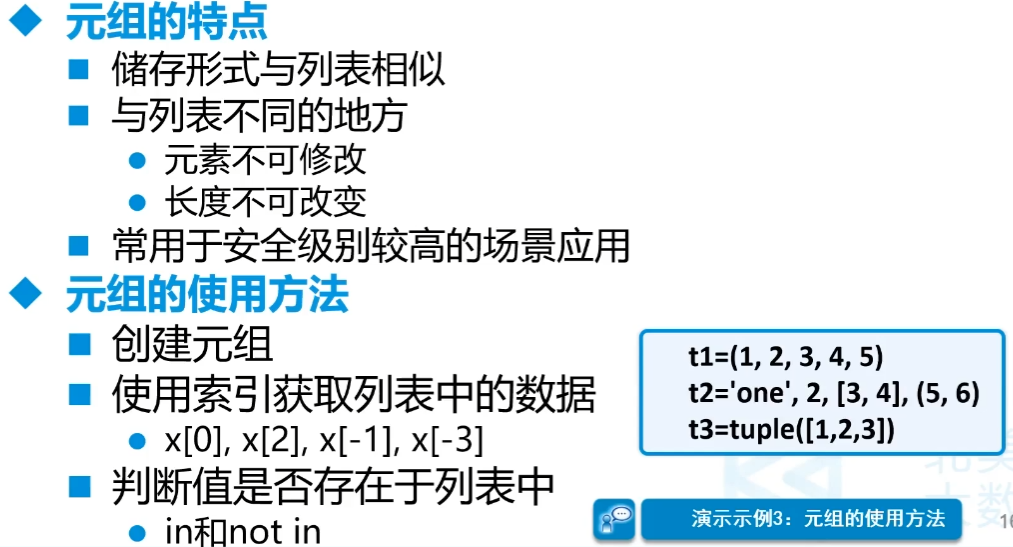 元组的特点
储存形式与列表相似
与列表不同的地方
元素不可修改
长度不可改变
常用于安全级别较高的场景应用
元组的使用方法
创建元组
使用索引获取列表中的数据
x[0], x[2], x[-1], x[-3]
判断值是否存在于列表中
in和not in
t1=(1, 2, 3, 4, 5)
t2='one', 2, [3, 4], (5, 6)
t3=tuple([1,2,3])
演示示例3：元组的使用方法